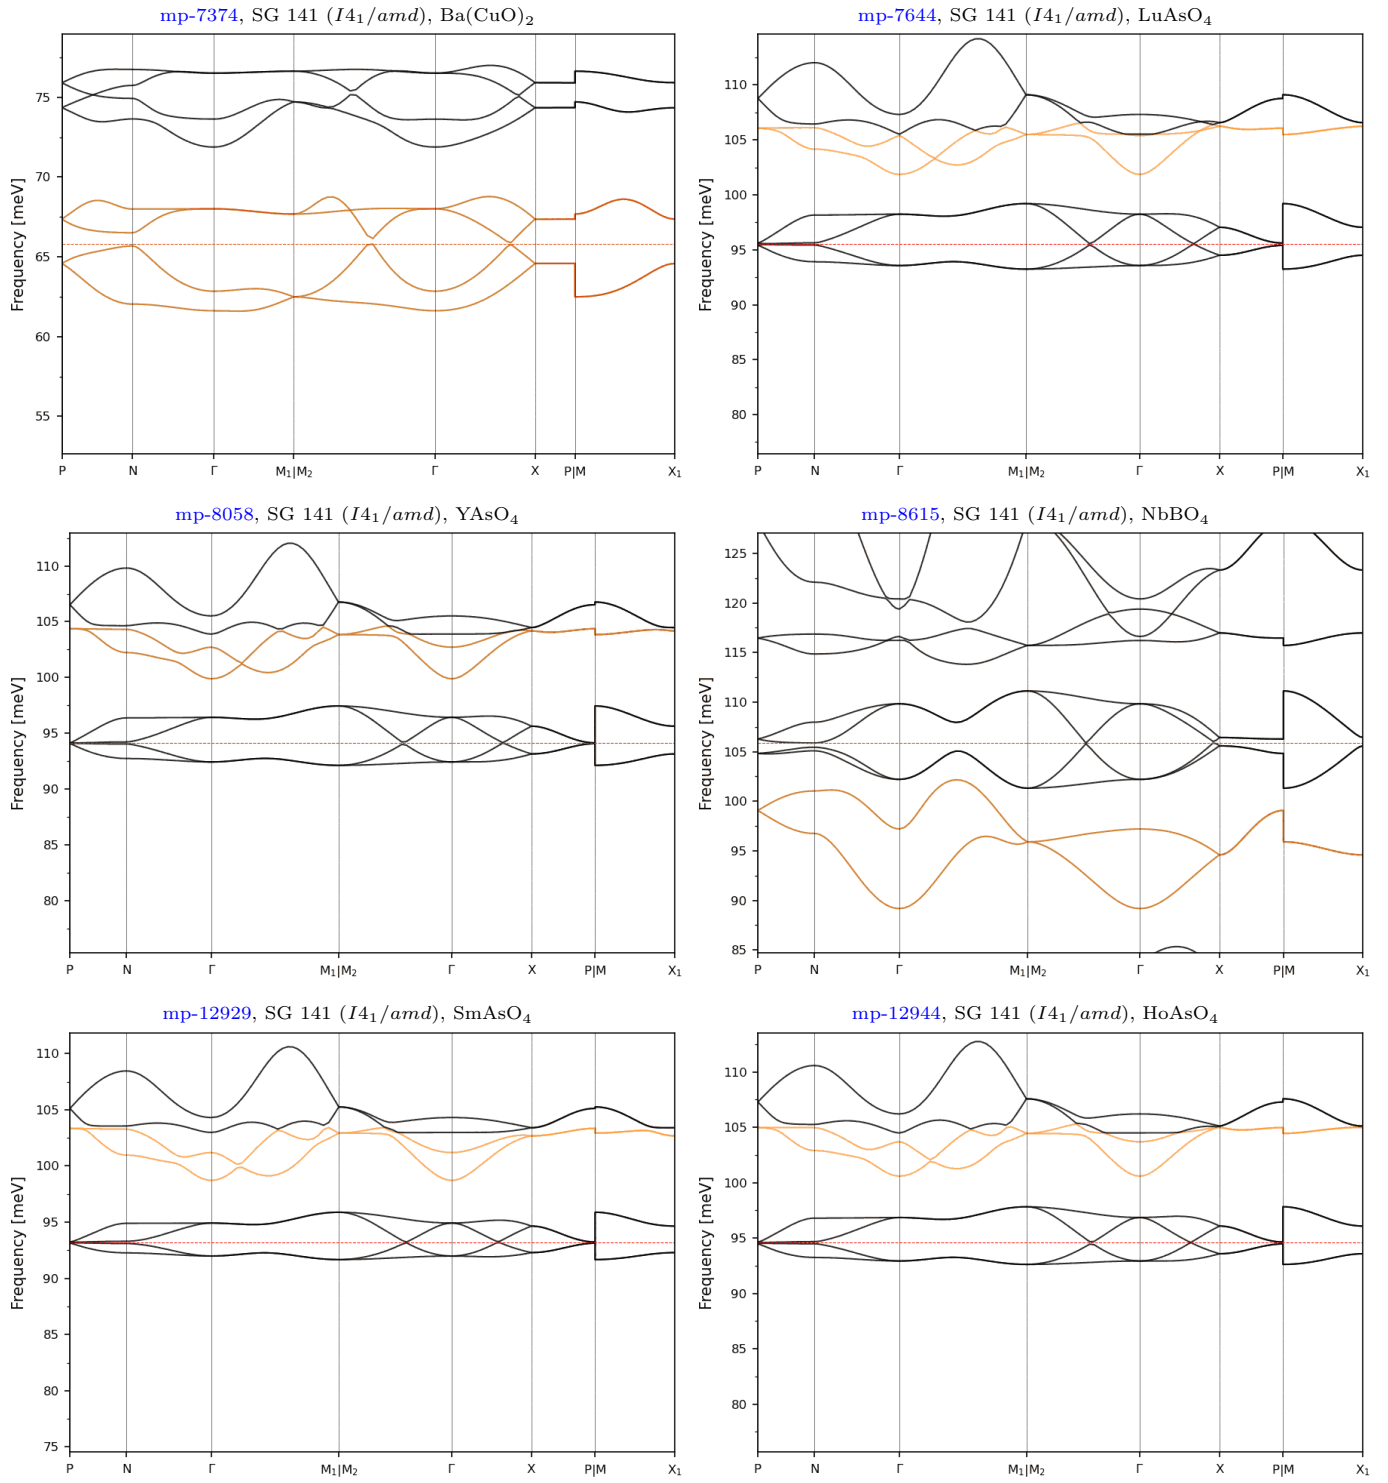 mp-7374, SG 141 (I4₁/amd), Ba(CuO)₂
Frequency [meV]
75
70
65
60
55
P N Γ M₁|M₂ Γ X P|M X₁
mp-7644, SG 141 (I4₁/amd), LuAsO₄
Frequency [meV]
110
105
100
95
90
85
80
P N Γ M₁|M₂ Γ X P|M X₁
mp-8058, SG 141 (I4₁/amd), YAsO₄
Frequency [meV]
110
105
100
95
90
85
80
P N Γ M₁|M₂ Γ X P|M X₁
mp-8615, SG 141 (I4₁/amd), NbBO₄
Frequency [meV]
125
120
115
110
105
100
95
90
85
P N Γ M₁|M₂ Γ X P|M X₁
mp-12929, SG 141 (I4₁/amd), SmAsO₄
Frequency [meV]
110
105
100
95
90
85
80
75
P N Γ M₁|M₂ Γ X P|M X₁
mp-12944, SG 141 (I4₁/amd), HoAsO₄
Frequency [meV]
110
105
100
95
90
85
80
P N Γ M₁|M₂ Γ X P|M X₁